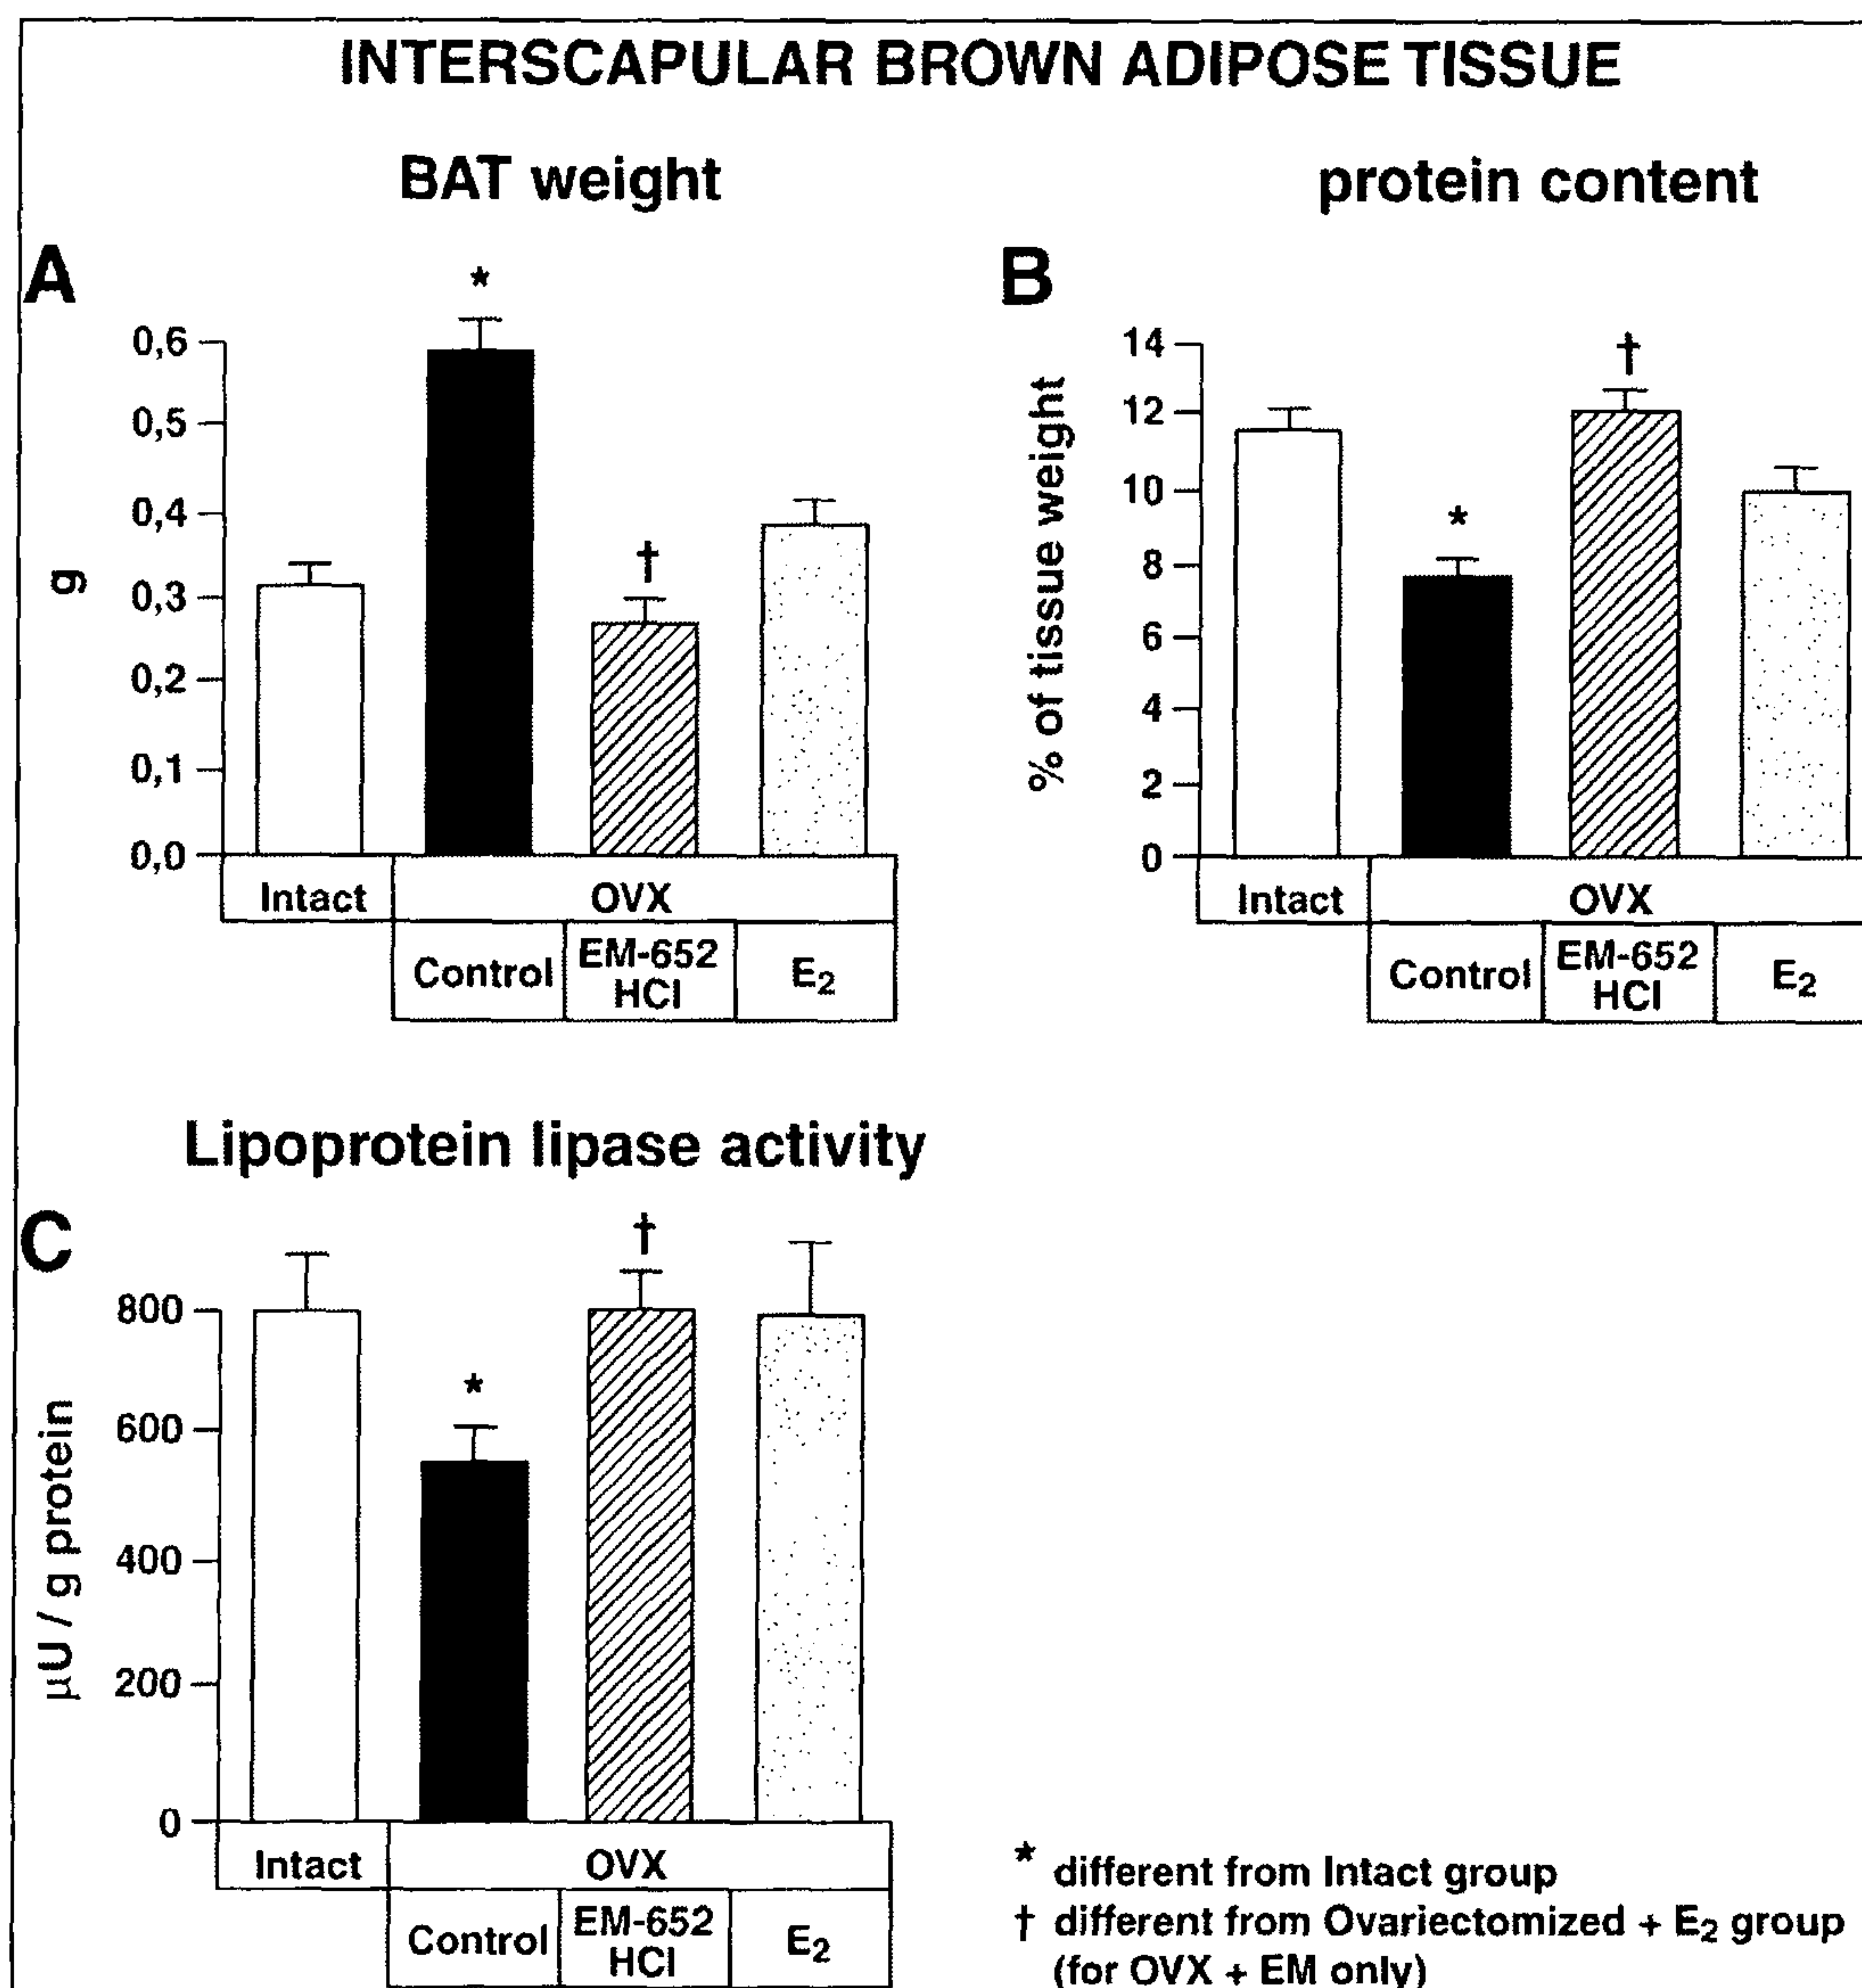 INTERSCAPULAR BROWN ADIPOSE TISSUE
BAT weight
A
*
†
0,6
0,5
0,4
0,3
0,2
0,1
0,0
g
Intact
OVX
Control
EM-652
HCl
E₂
protein content
B
†
*
14
12
10
8
6
4
2
0
% of tissue weight
Intact
OVX
Control
EM-652
HCl
E₂
Lipoprotein lipase activity
C
†
*
800
600
400
200
0
µU / g protein
Intact
OVX
Control
EM-652
HCl
E₂
* different from Intact group
† different from Ovariectomized + E₂ group
(for OVX + EM only)